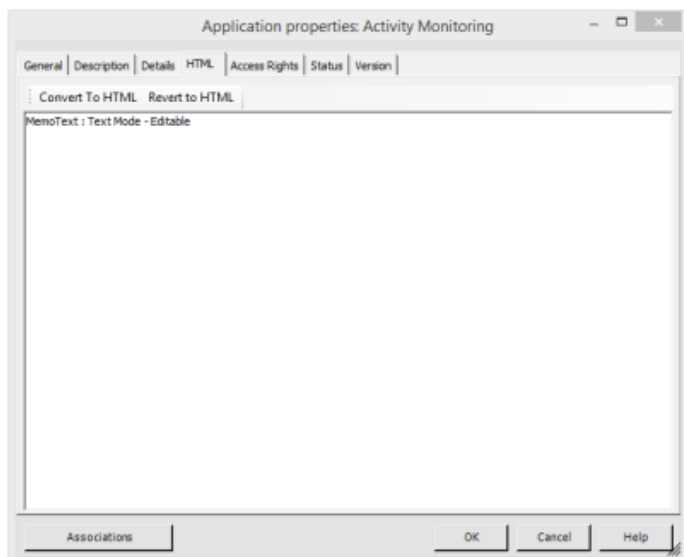 Application properties: Activity Monitoring
General Description Details HTML Access Rights Status Version
Convert To HTML Revert to HTML
MemoText : Text Mode - Editable
Associations OK Cancel Help